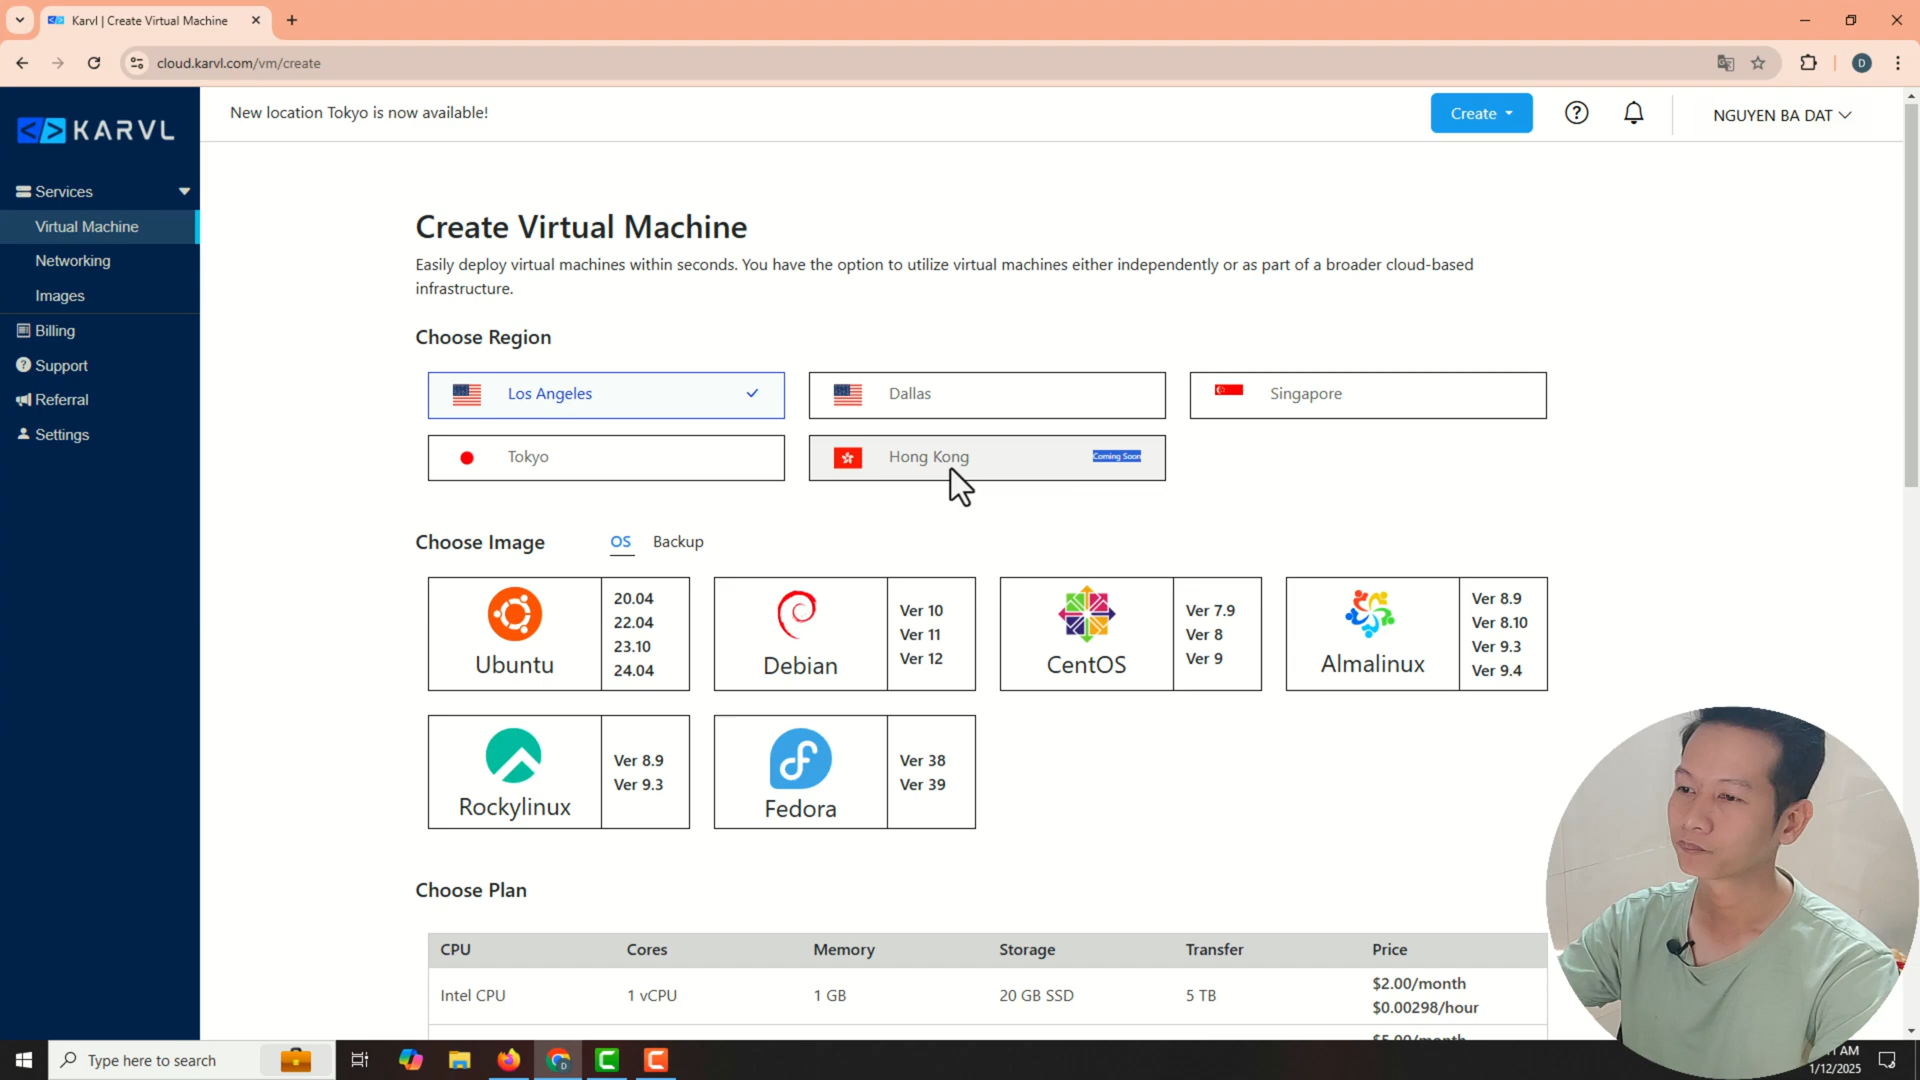 Karvl | Create Virtual Machine
cloud.karvl.com/vm/create
D
KARVL
New location Tokyo is now available!
Create
NGUYEN BA DAT
Services
Virtual Machine
Networking
Images
Billing
Support
Referral
Settings
Create Virtual Machine
Easily deploy virtual machines within seconds. You have the option to utilize virtual machines either independently or as part of a broader cloud-based
infrastructure.
Choose Region
Los Angeles
Dallas
Singapore
Tokyo
Hong Kong
Coming Soon
Choose Image
OS
Backup
Ubuntu
20.04
22.04
23.10
24.04
Debian
Ver 10
Ver 11
Ver 12
CentOS
Ver 7.9
Ver 8
Ver 9
Almalinux
Ver 8.9
Ver 8.10
Ver 9.3
Ver 9.4
Rockylinux
Ver 8.9
Ver 9.3
Fedora
Ver 38
Ver 39
Choose Plan
CPU Cores Memory Storage Transfer Price
Intel CPU 1 vCPU 1 GB 20 GB SSD 5 TB $2.00/month
$0.00298/hour
$5.00/month
Type here to search
AM
1/12/2025